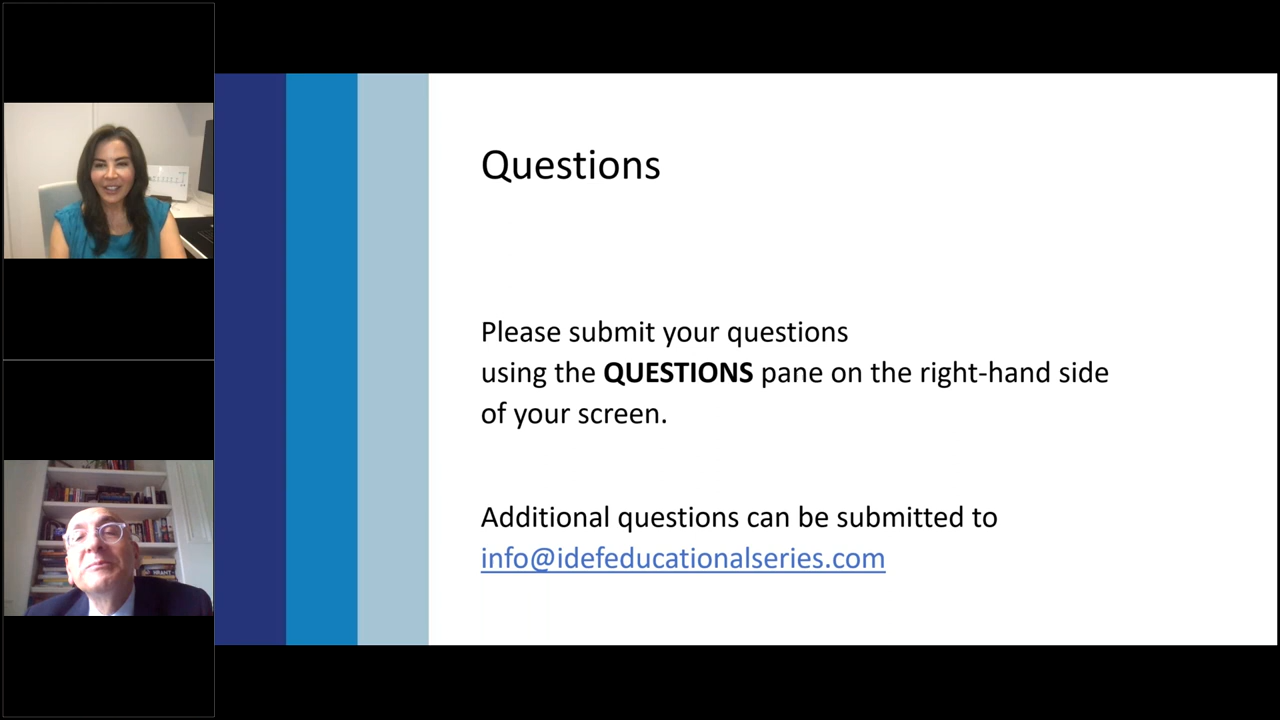 Questions
Please submit your questions
using the QUESTIONS pane on the right-hand side
of your screen.
Additional questions can be submitted to
info@idefeducationalseries.com